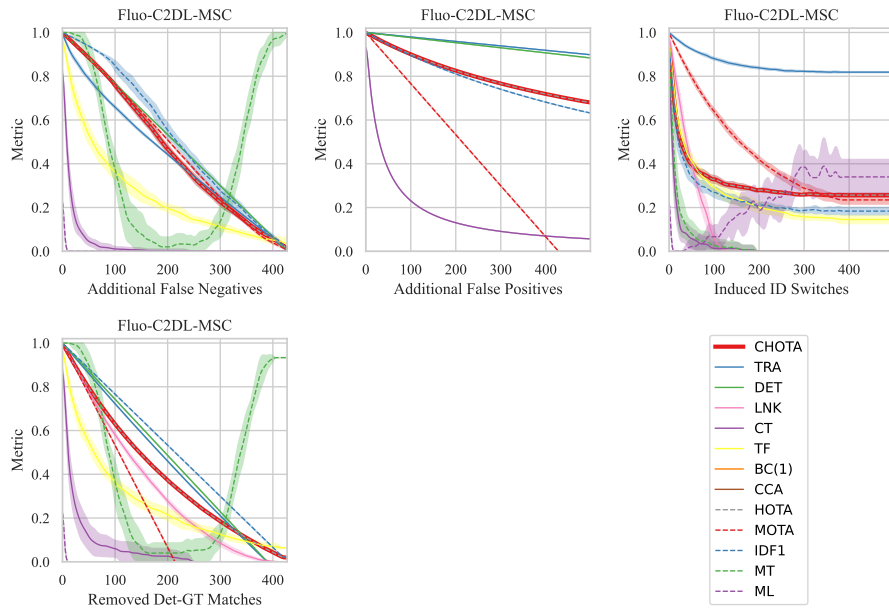 Fluo-C2DL-MSC
1.0
0.8
0.6
0.4
0.2
0.0
Metric
0 100 200 300 400
Additional False Negatives
Fluo-C2DL-MSC
1.0
0.8
0.6
0.4
0.2
0.0
Metric
0 100 200 300 400
Additional False Positives
Fluo-C2DL-MSC
1.0
0.8
0.6
0.4
0.2
0.0
Metric
0 100 200 300 400
Induced ID Switches
Fluo-C2DL-MSC
1.0
0.8
0.6
0.4
0.2
0.0
Metric
0 100 200 300 400
Removed Det-GT Matches
CHOTA
TRA
DET
LNK
CT
TF
BC(1)
CCA
HOTA
MOTA
IDF1
MT
ML